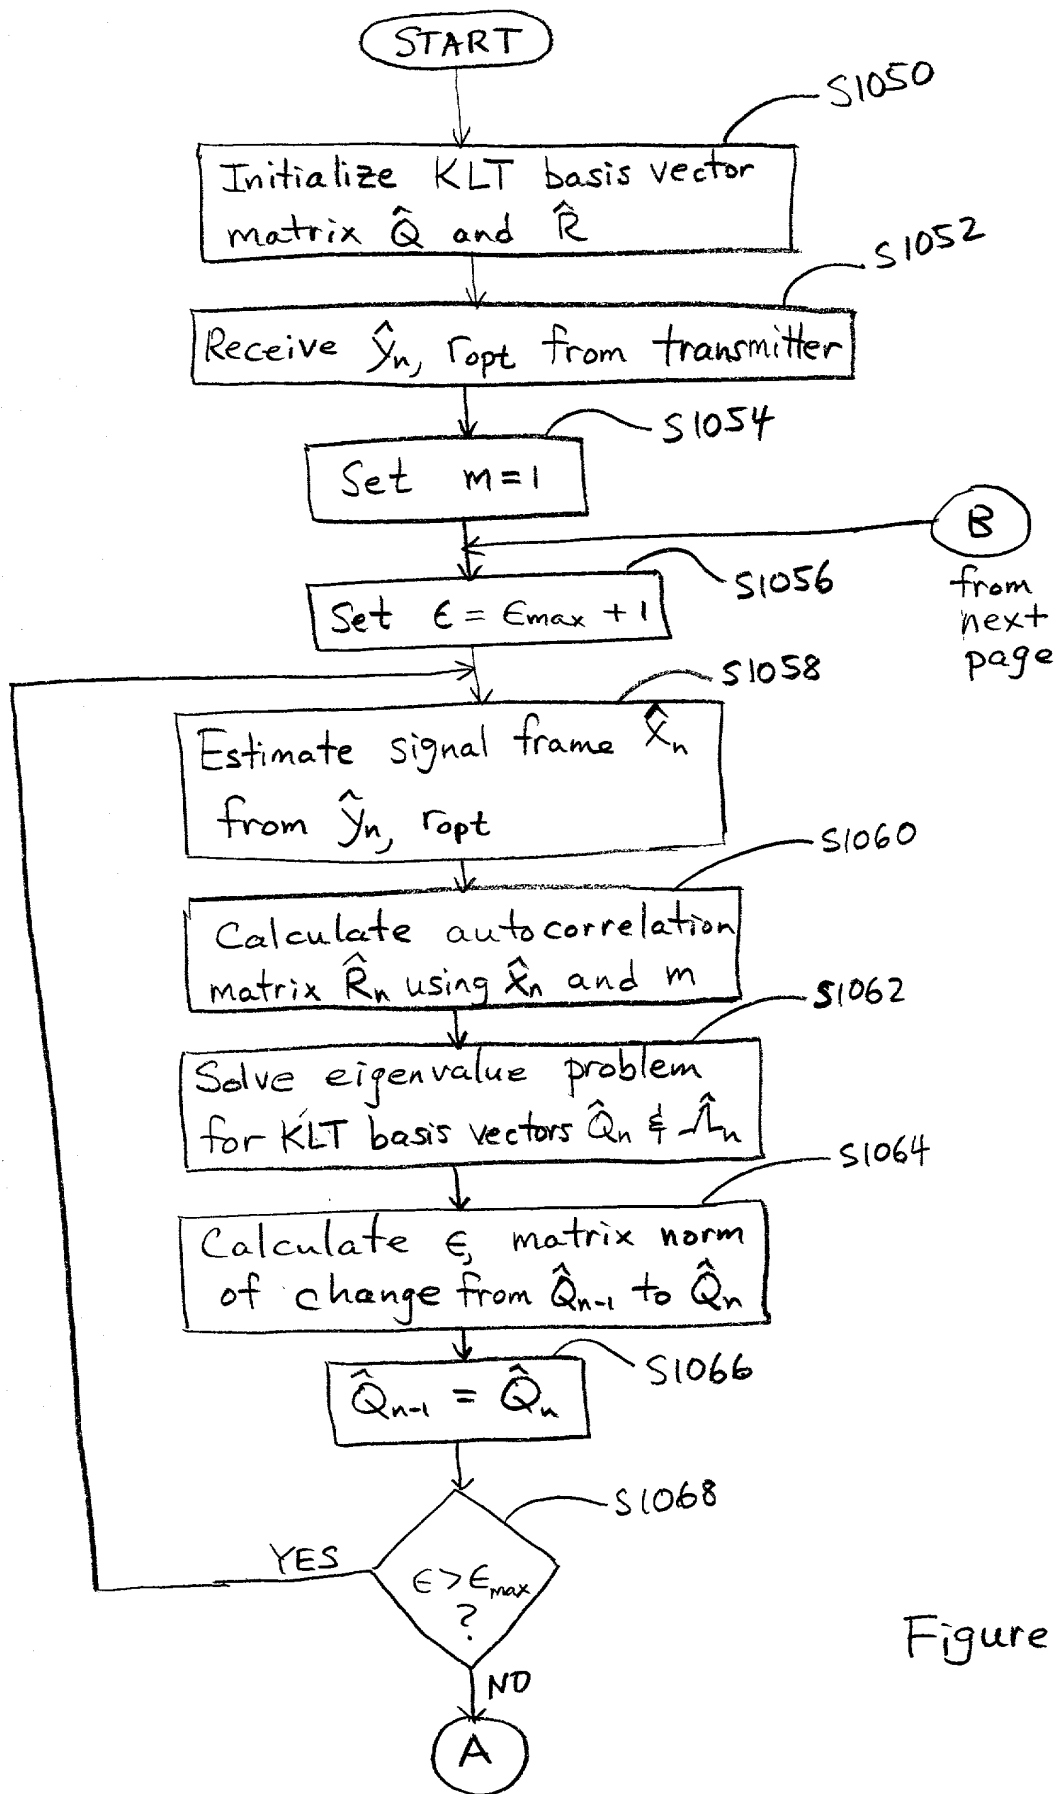 START
S1050
Initialize KLT basis vector
matrix Q̂ and R̂
S1052
Receive ŷn, ropt from transmitter
S1054
Set m=1
B
from
next
page
S1056
Set ϵ = ϵmax + 1
S1058
Estimate signal frame x̂n
from ŷn, ropt
S1060
Calculate autocorrelation
matrix R̂n using x̂n and m
S1062
Solve eigenvalue problem
for KLT basis vectors Q̂n & Λ̂n
S1064
Calculate ϵ, matrix norm
of change from Q̂n-1 to Q̂n
S1066
Q̂n-1 = Q̂n
S1068
YES
ϵ>ϵmax
?
NO
A
Figure